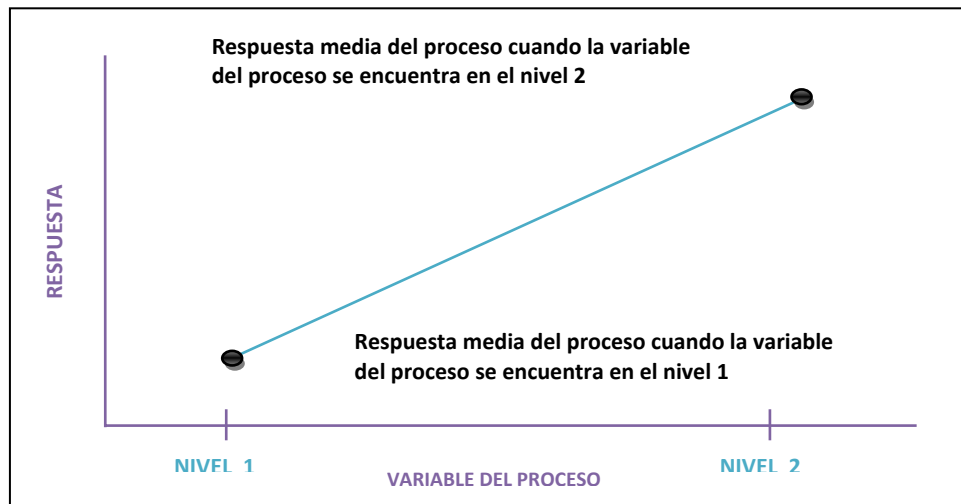 Respuesta media del proceso cuando la variable
del proceso se encuentra en el nivel 2
RESPUESTA
Respuesta media del proceso cuando la variable
del proceso se encuentra en el nivel 1
NIVEL 1
NIVEL 2
VARIABLE DEL PROCESO